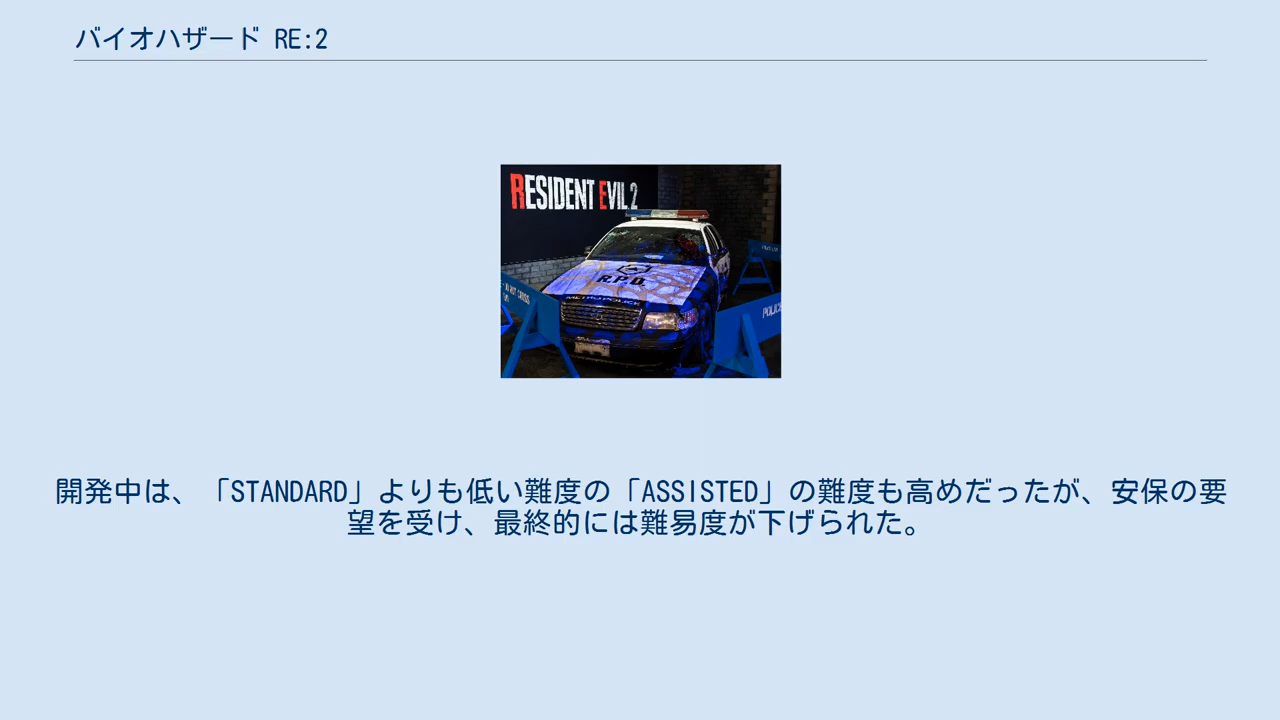 バイオハザード RE:2
RESIDENT EVIL 2
R.P.D.
METRO POLICE
POLICE
開発中は、「STANDARD」よりも低い難度の「ASSISTED」の難度も高めだったが、安保の要
望を受け、最終的には難易度が下げられた。